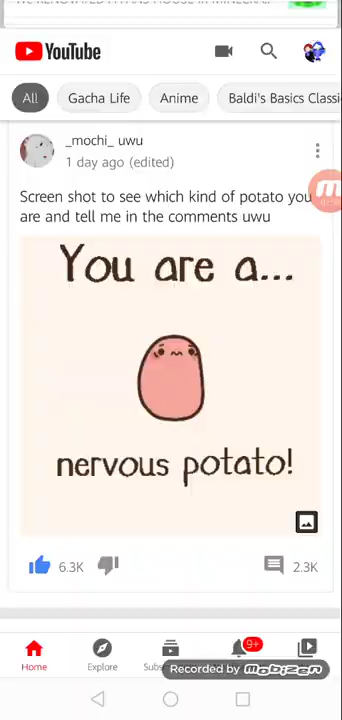 YouTube
All
Gacha Life
Anime
Baldi's Basics Classi
_mochi_ uwu
1 day ago (edited)
Screen shot to see which kind of potato you
are and tell me in the comments uwu
You are a...
nervous potato!
6.3K
2.3K
9+
Home
Explore
Recorded by mobizen